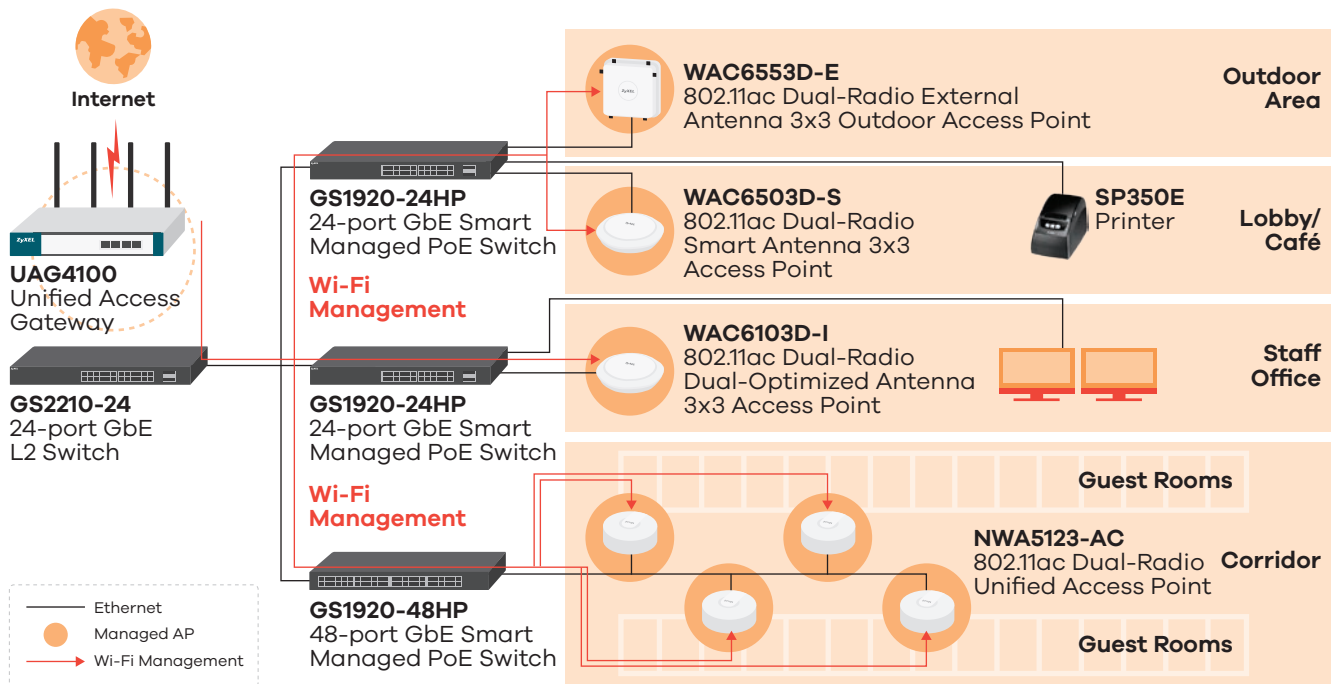 Internet
ZyXEL
UAG4100
Unified Access
Gateway
GS2210-24
24-port GbE
L2 Switch
GS1920-24HP
24-port GbE Smart
Managed PoE Switch
Wi-Fi
Management
GS1920-24HP
24-port GbE Smart
Managed PoE Switch
Wi-Fi
Management
GS1920-48HP
48-port GbE Smart
Managed PoE Switch
ZyXEL
WAC6553D-E
802.11ac Dual-Radio External
Antenna 3x3 Outdoor Access Point
Outdoor
Area
WAC6503D-S
802.11ac Dual-Radio
Smart Antenna 3x3
Access Point
SP350E
Printer
Lobby/
Café
WAC6103D-I
802.11ac Dual-Radio
Dual-Optimized Antenna
3x3 Access Point
Staff
Office
Guest Rooms
NWA5123-AC
802.11ac Dual-Radio
Unified Access Point
Corridor
Guest Rooms
Ethernet
Managed AP
Wi-Fi Management